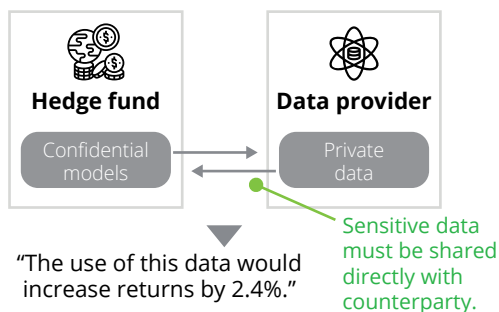 Hedge fund
Confidential
models
Data provider
Private
data
Sensitive data
must be shared
directly with
counterparty.
“The use of this data would
increase returns by 2.4%.”